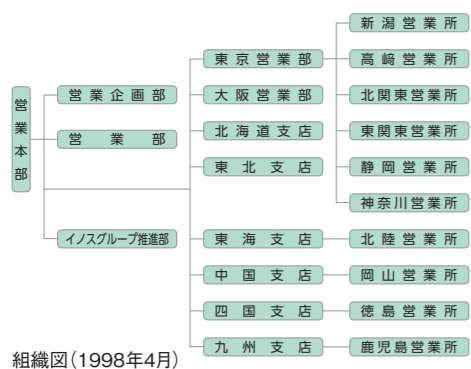 営業本部
営業企画部
営業部
イノスグループ推進部
東京営業部
大阪営業部
北海道支店
東北支店
東海支店
中国支店
四国支店
九州支店
新潟営業所
高﨑営業所
北関東営業所
東関東営業所
静岡営業所
神奈川営業所
北陸営業所
岡山営業所
徳島営業所
鹿児島営業所
組織図（1998年4月）